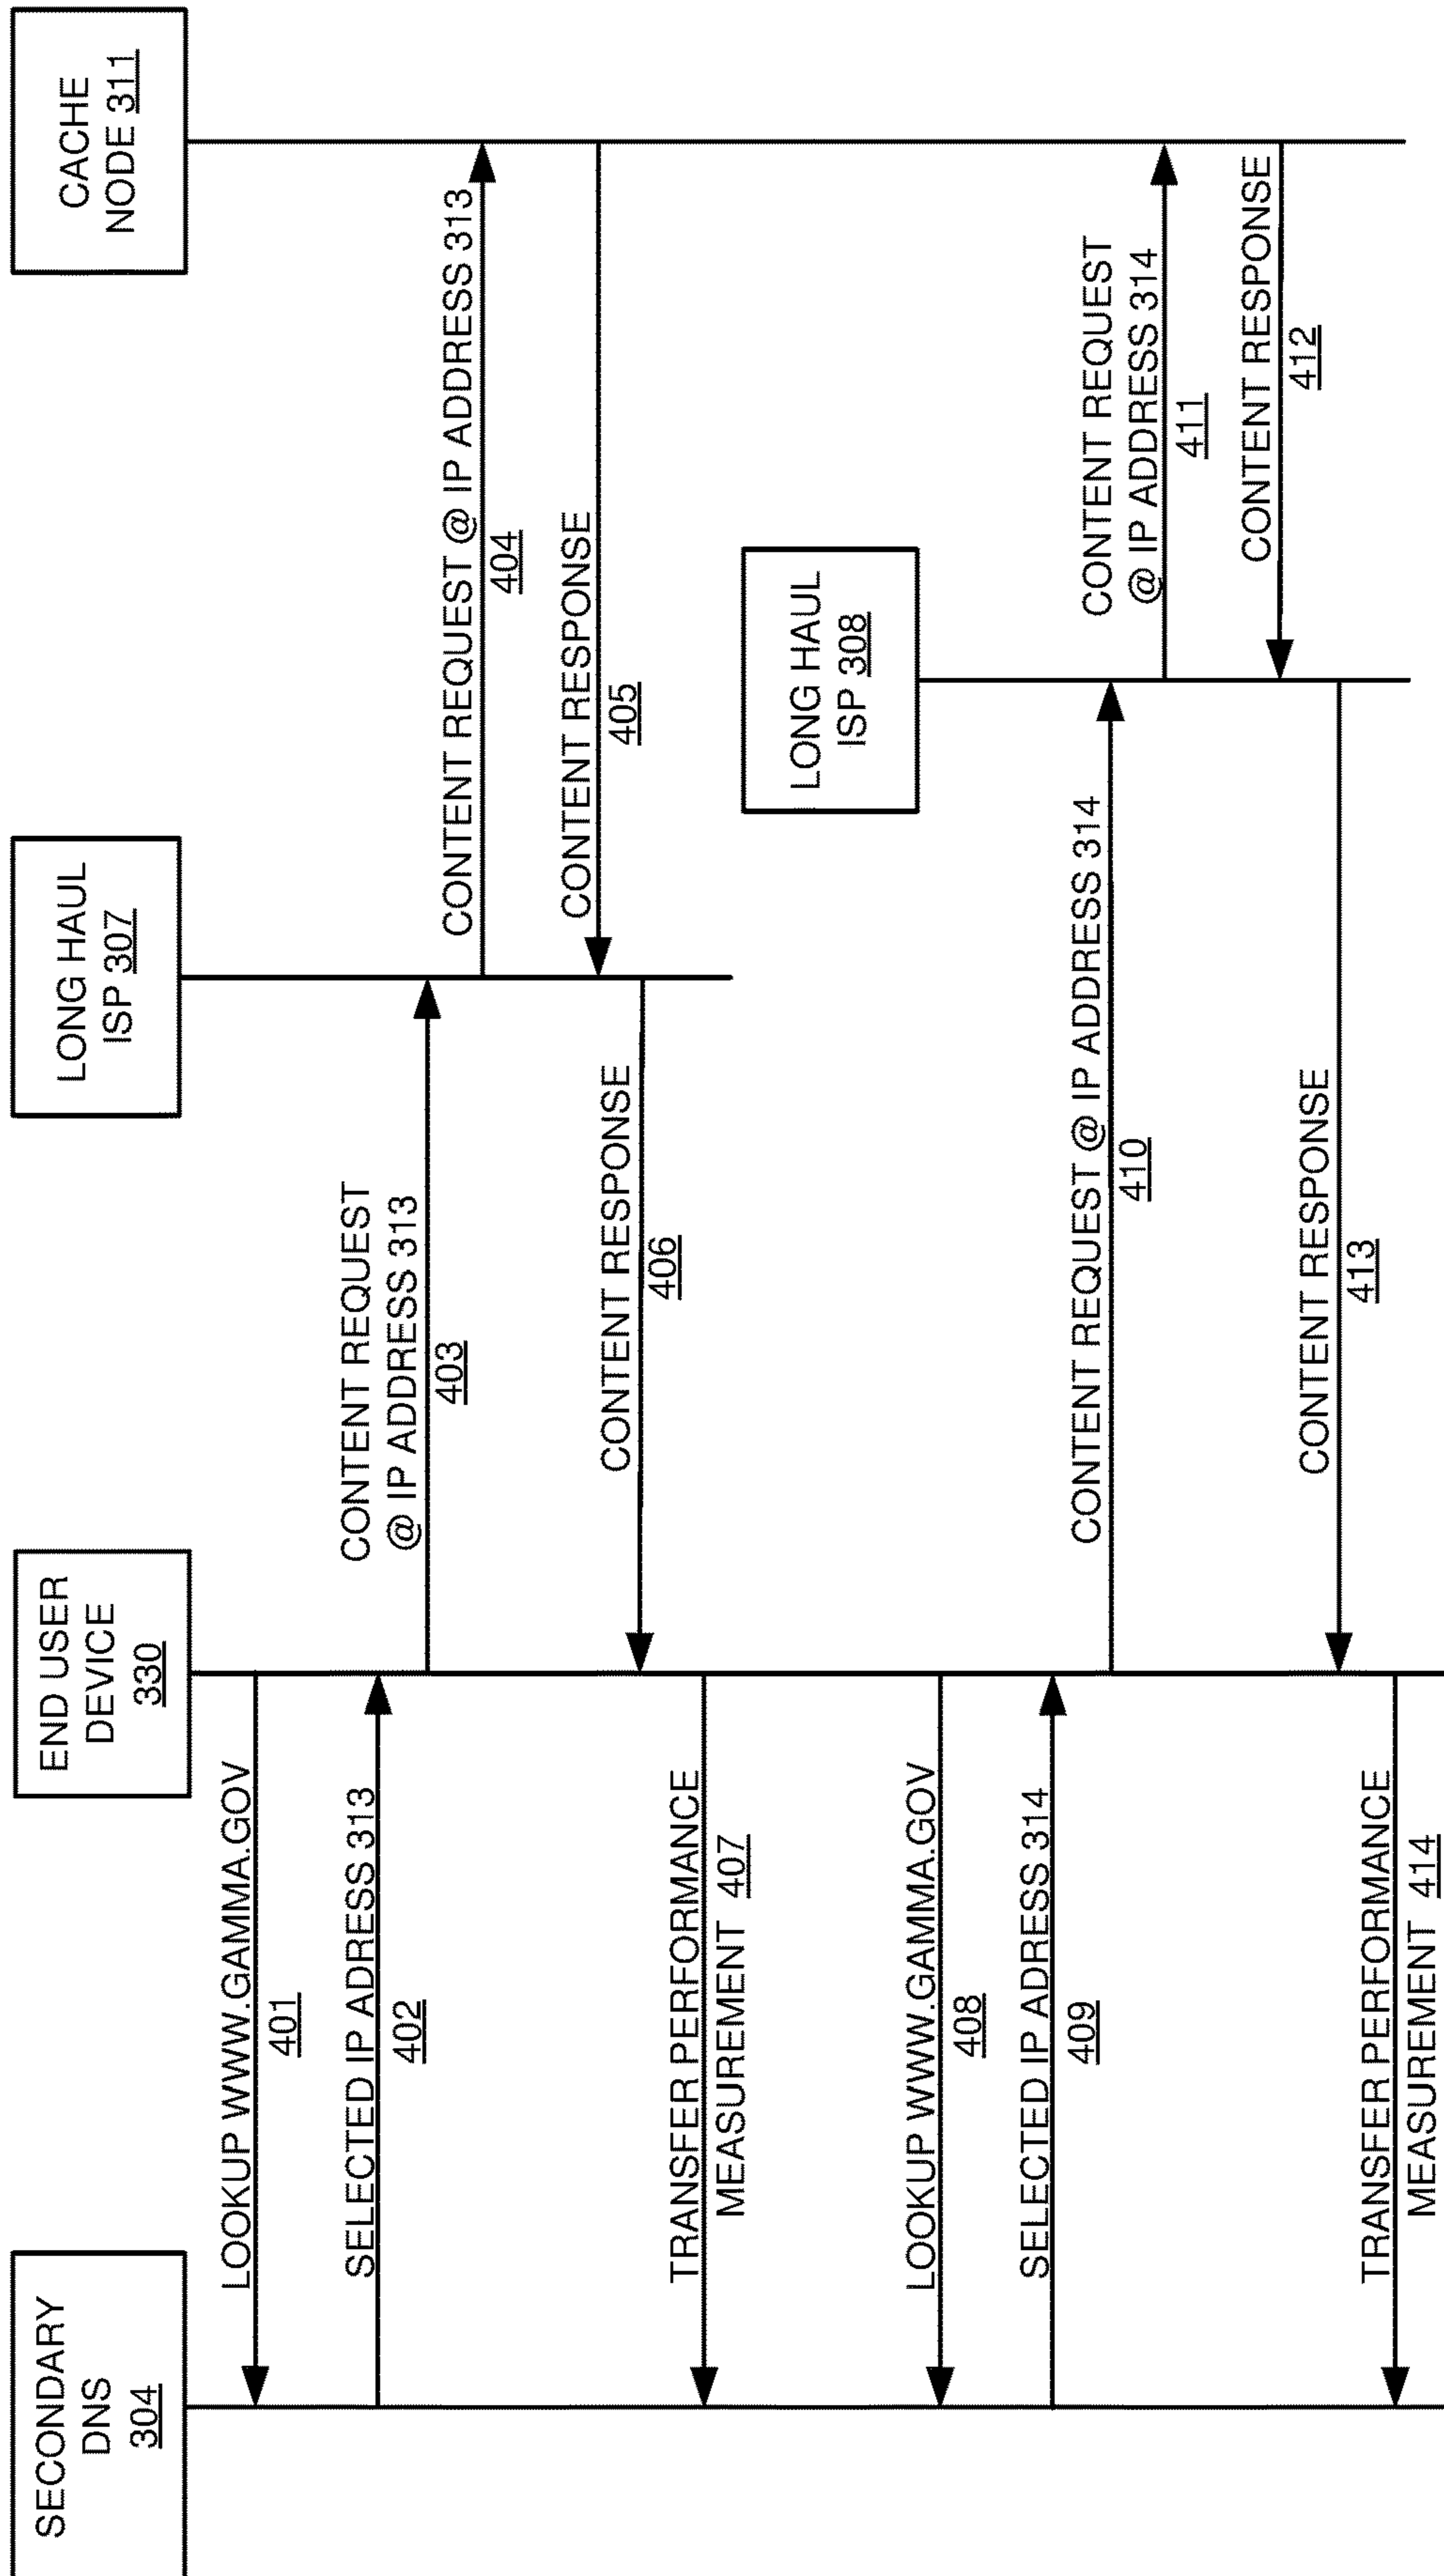 SECONDARY
DNS
304
END USER
DEVICE
330
LONG HAUL
ISP 307
CACHE
NODE 311
LOOKUP WWW.GAMMA.GOV
401
SELECTED IP ADRESS 313
402
CONTENT REQUEST
@ IP ADDRESS 313
403
CONTENT REQUEST @ IP ADDRESS 313
404
CONTENT RESPONSE
405
CONTENT RESPONSE
406
TRANSFER PERFORMANCE
MEASUREMENT 407
LONG HAUL
ISP 308
LOOKUP WWW.GAMMA.GOV
408
SELECTED IP ADRESS 314
409
CONTENT REQUEST @ IP ADDRESS 314
410
CONTENT REQUEST
@ IP ADDRESS 314
411
CONTENT RESPONSE
412
CONTENT RESPONSE
413
TRANSFER PERFORMANCE
MEASUREMENT 414